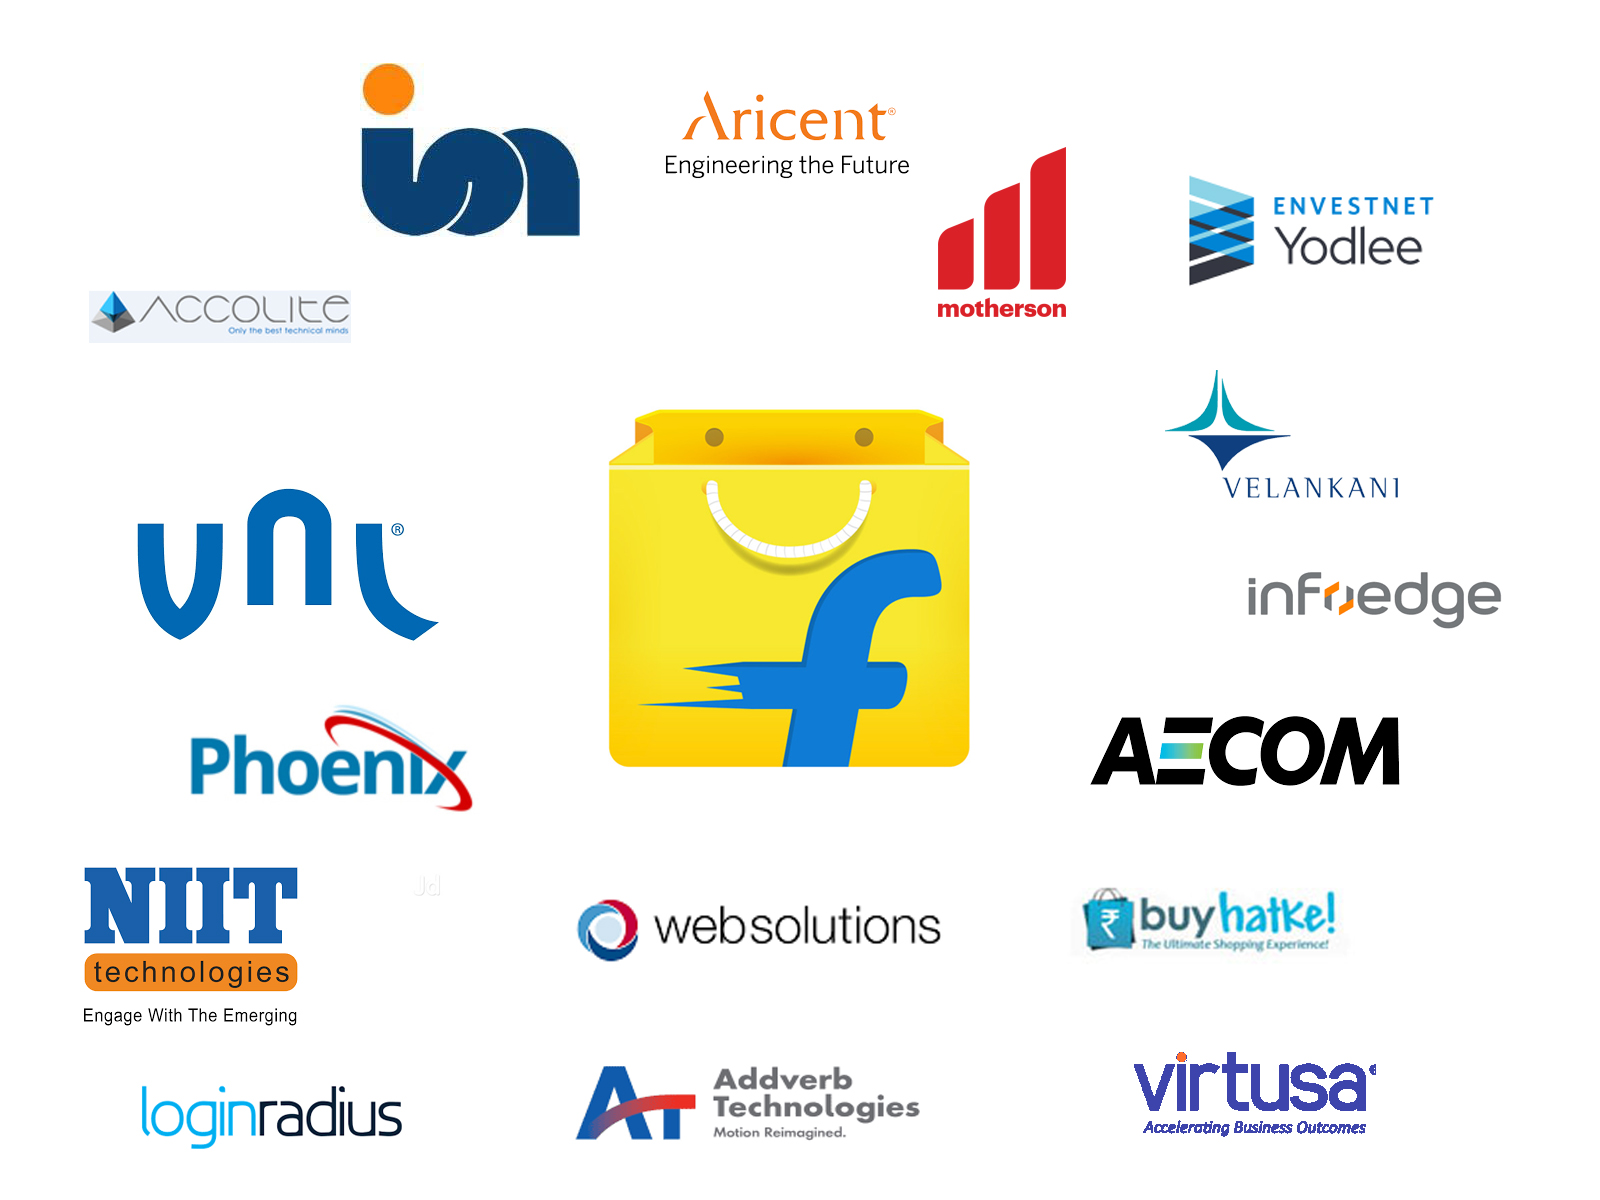 Aricent®
Engineering the Future
motherson
ENVESTNET
Yodlee
ACCOLITE
Only the best technical minds
VELANKANI
vnl®
f
infoedge
Phoenix
AECOM
NIIT
technologies
Engage With The Emerging
Jd
websolutions
buyhatke!
The Ultimate Shopping Experience!
loginradius
Addverb
Technologies
Motion Reimagined.
virtusa
Accelerating Business Outcomes